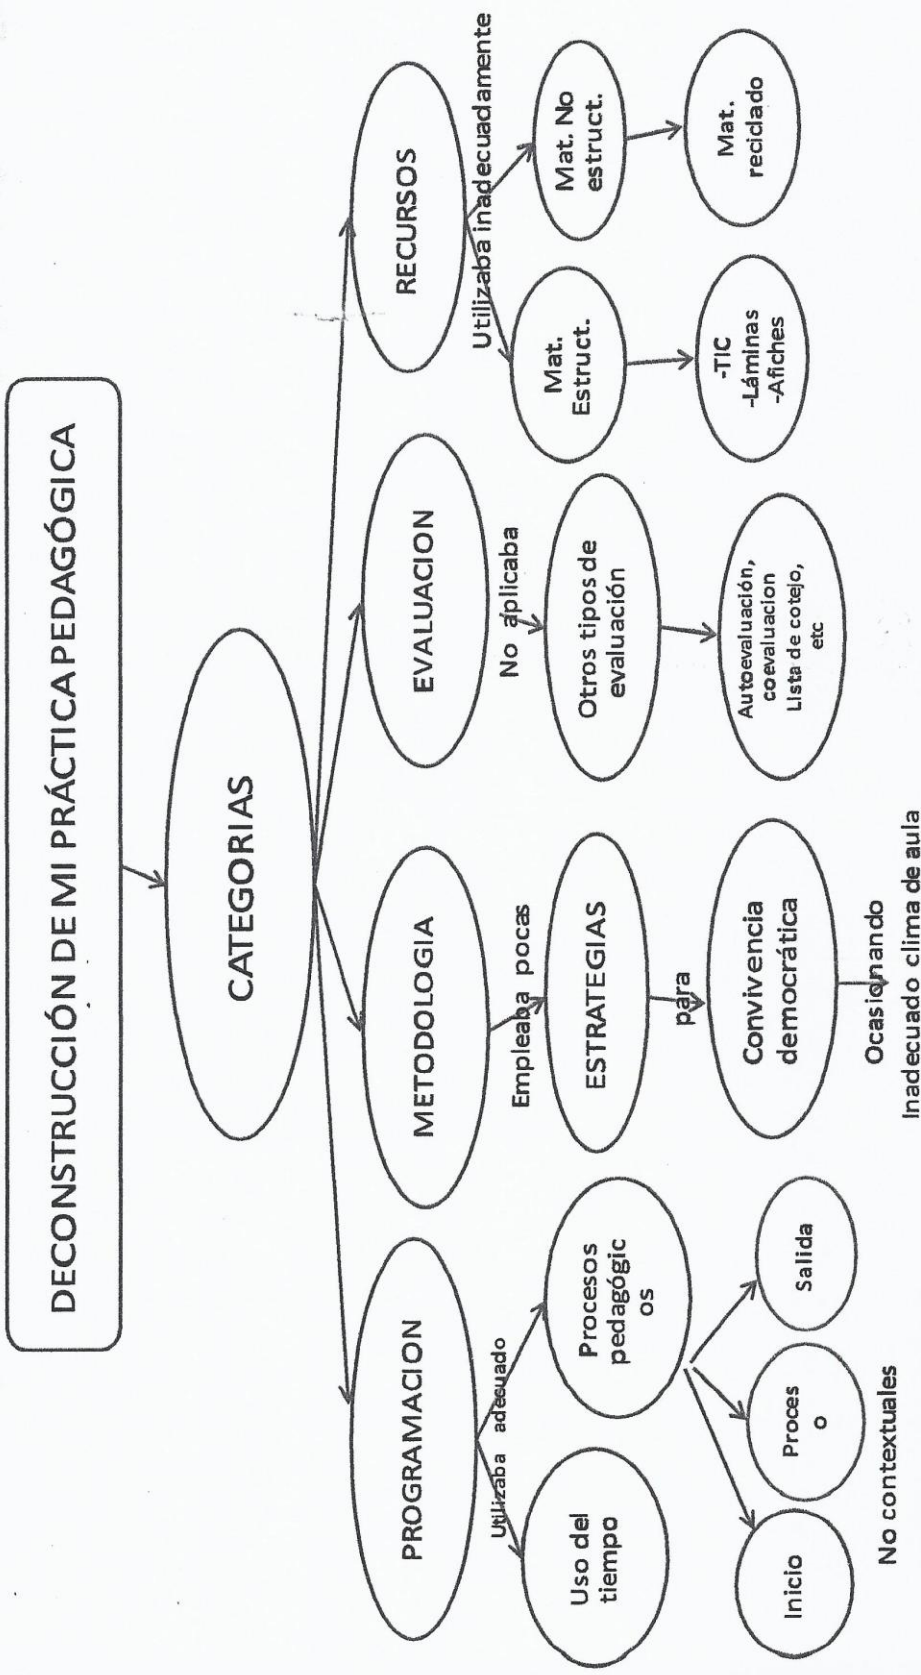 DECONSTRUCCIÓN DE MI PRÁCTICA PEDAGÓGICA
CATEGORIAS
PROGRAMACION
METODOLOGIA
EVALUACION
RECURSOS
Utilizaba adecuado
Uso del
tiempo
Procesos
pedagógic
os
Inicio
Proces
o
Salida
No contextuales
Empleaba pocas
ESTRATEGIAS
para
Convivencia
democrática
Ocasionando
Inadecuado clima de aula
No aplicaba
Otros tipos de
evaluación
Autoevaluación,
coevaluacion
Lista de cotejo,
etc
Utilizaba inadecuadamente
Mat.
Estruct.
-TIC
-Láminas
-Afiches
Mat. No
estruct.
Mat.
reciclado